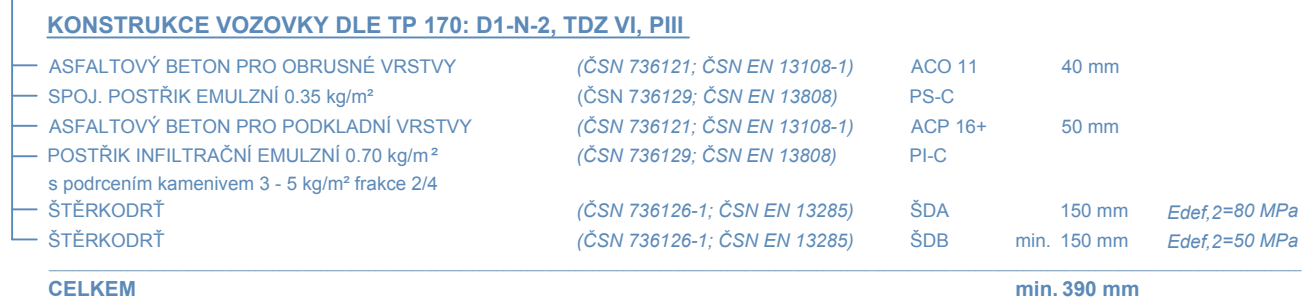 KONSTRUKCE VOZOVKY DLE TP 170: D1-N-2, TDZ VI, PIII
ASFALTOVÝ BETON PRO OBRUSNÉ VRSTVY (ČSN 736121; ČSN EN 13108-1) ACO 11 40 mm
SPOJ. POSTŘIK EMULZNÍ 0.35 kg/m² (ČSN 736129; ČSN EN 13808) PS-C
ASFALTOVÝ BETON PRO PODKLADNÍ VRSTVY (ČSN 736121; ČSN EN 13108-1) ACP 16+ 50 mm
POSTŘIK INFILTRAČNÍ EMULZNÍ 0.70 kg/m² (ČSN 736129; ČSN EN 13808) PI-C
s podrcením kamenivem 3 - 5 kg/m² frakce 2/4
ŠTĚRKODRŤ (ČSN 736126-1; ČSN EN 13285) ŠDA 150 mm Edef,2=80 MPa
ŠTĚRKODRŤ (ČSN 736126-1; ČSN EN 13285) ŠDB min. 150 mm Edef,2=50 MPa
CELKEM min. 390 mm